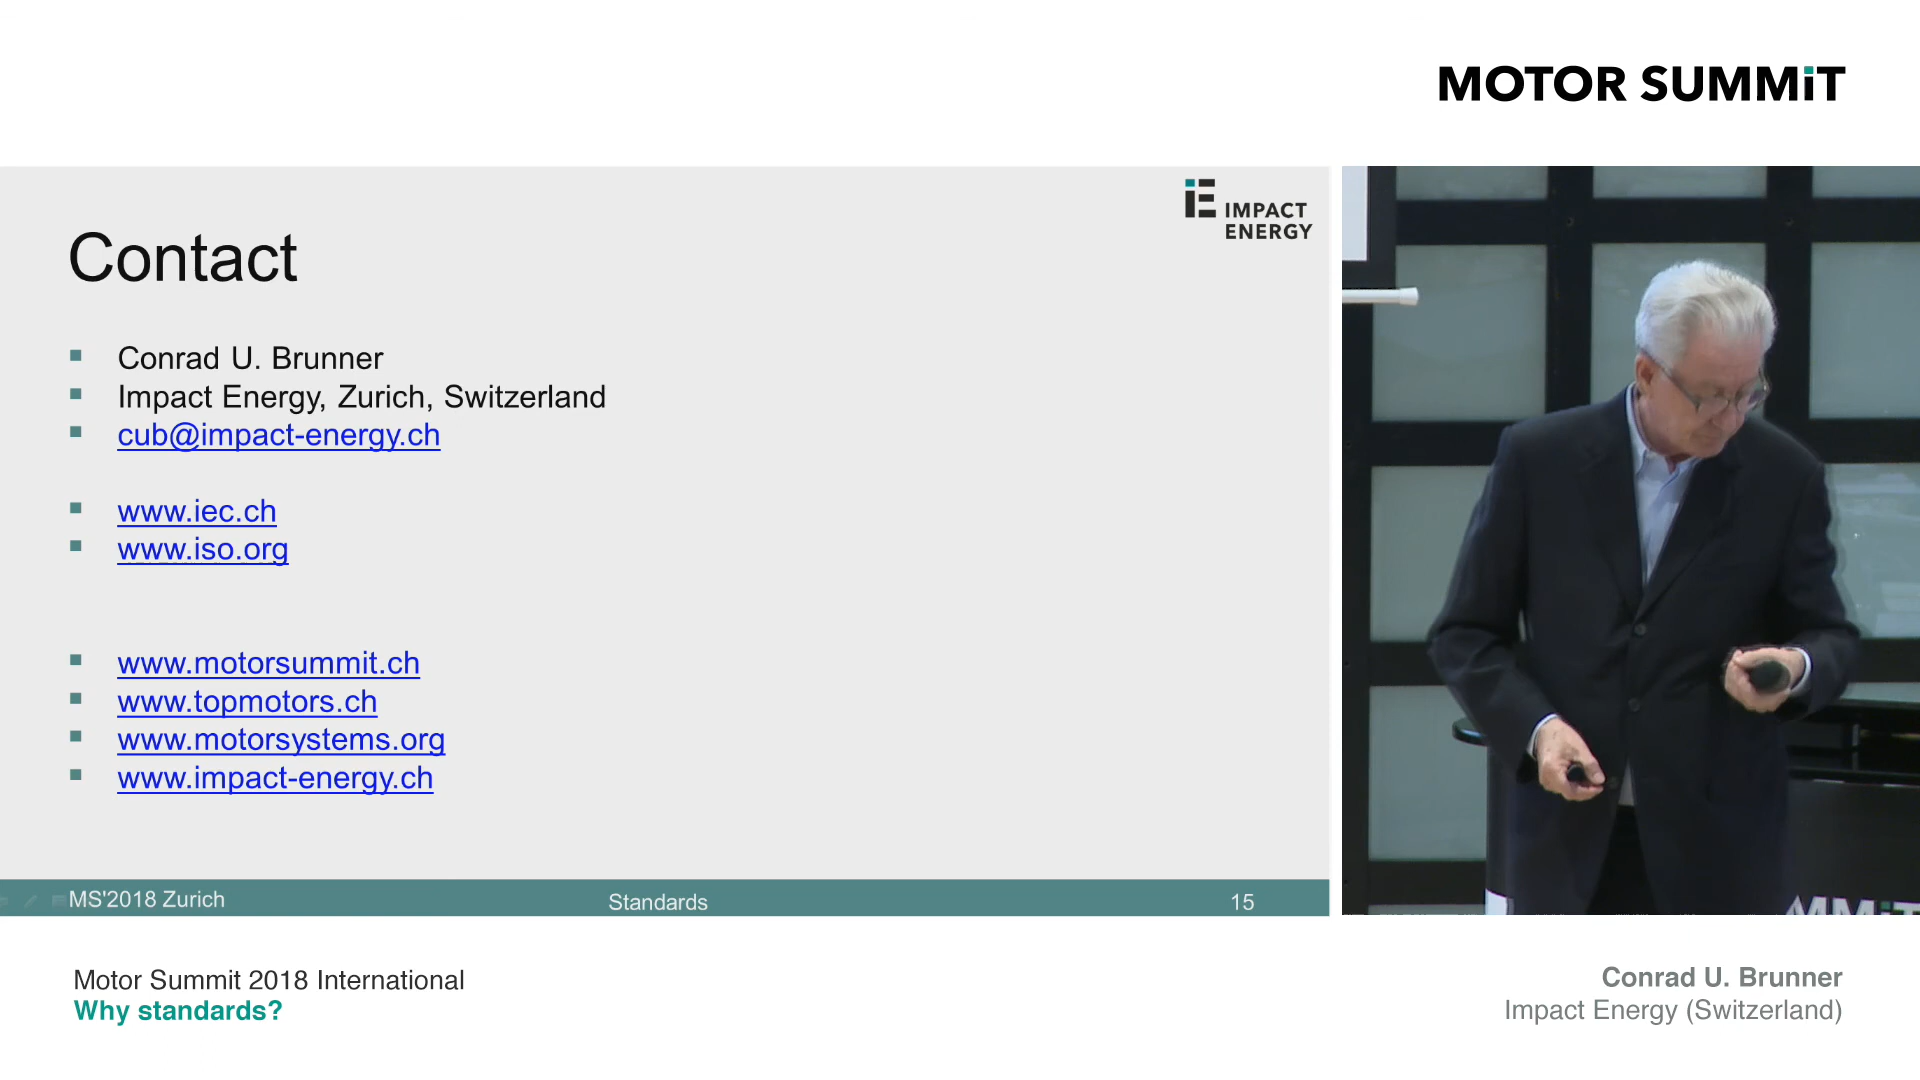 MOTOR SUMMiT
iE IMPACT
ENERGY
Contact
Conrad U. Brunner
Impact Energy, Zurich, Switzerland
cub@impact-energy.ch
www.iec.ch
www.iso.org
www.motorsummit.ch
www.topmotors.ch
www.motorsystems.org
www.impact-energy.ch
MS'2018 Zurich
Standards
15
MMiT
Motor Summit 2018 International
Why standards?
Conrad U. Brunner
Impact Energy (Switzerland)